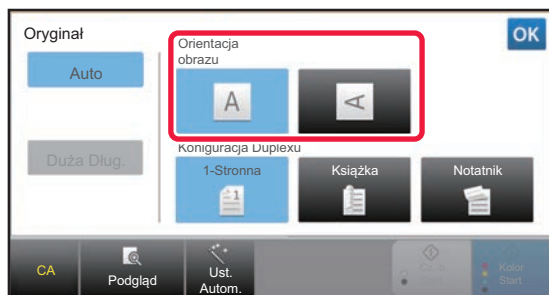 Oryginał
OK
Orientacja
obrazu
Auto
A
A
Konfiguracja Duplexu
Duża Dług.
1-Stronna
Książka
Notatnik
1
CA
Podgląd
Ust.
Autom.
Kolor
Start